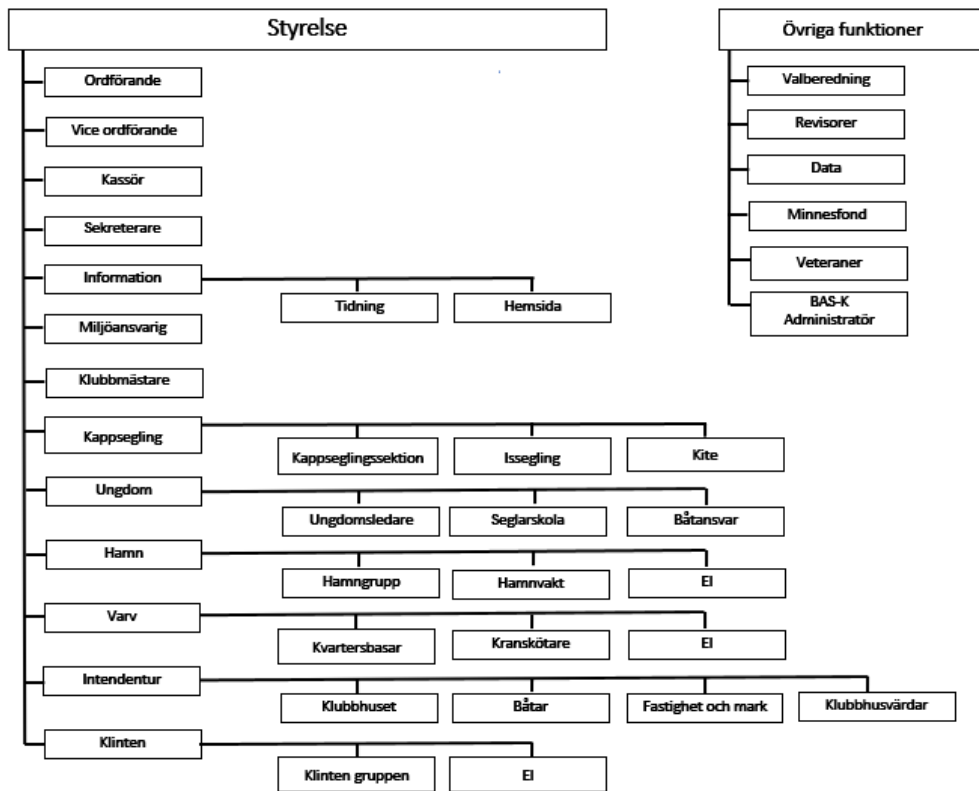 Styrelse
Övriga funktioner
Ordförande
Vice ordförande
Kassör
Sekreterare
Information
Tidning
Hemsida
Miljöansvarig
Klubbmästare
Kappsegling
Kappseglingssektion
Issegling
Kite
Ungdom
Ungdomsledare
Seglarskola
Båtansvar
Hamn
Hamngrupp
Hamnvakt
El
Varv
Kvartersbasar
Kranskötare
El
Intendentur
Klubbhuset
Båtar
Fastighet och mark
Klubbhusvärdar
Klinten
Klinten gruppen
El
Valberedning
Revisorer
Data
Minnesfond
Veteraner
BAS-K
Administratör